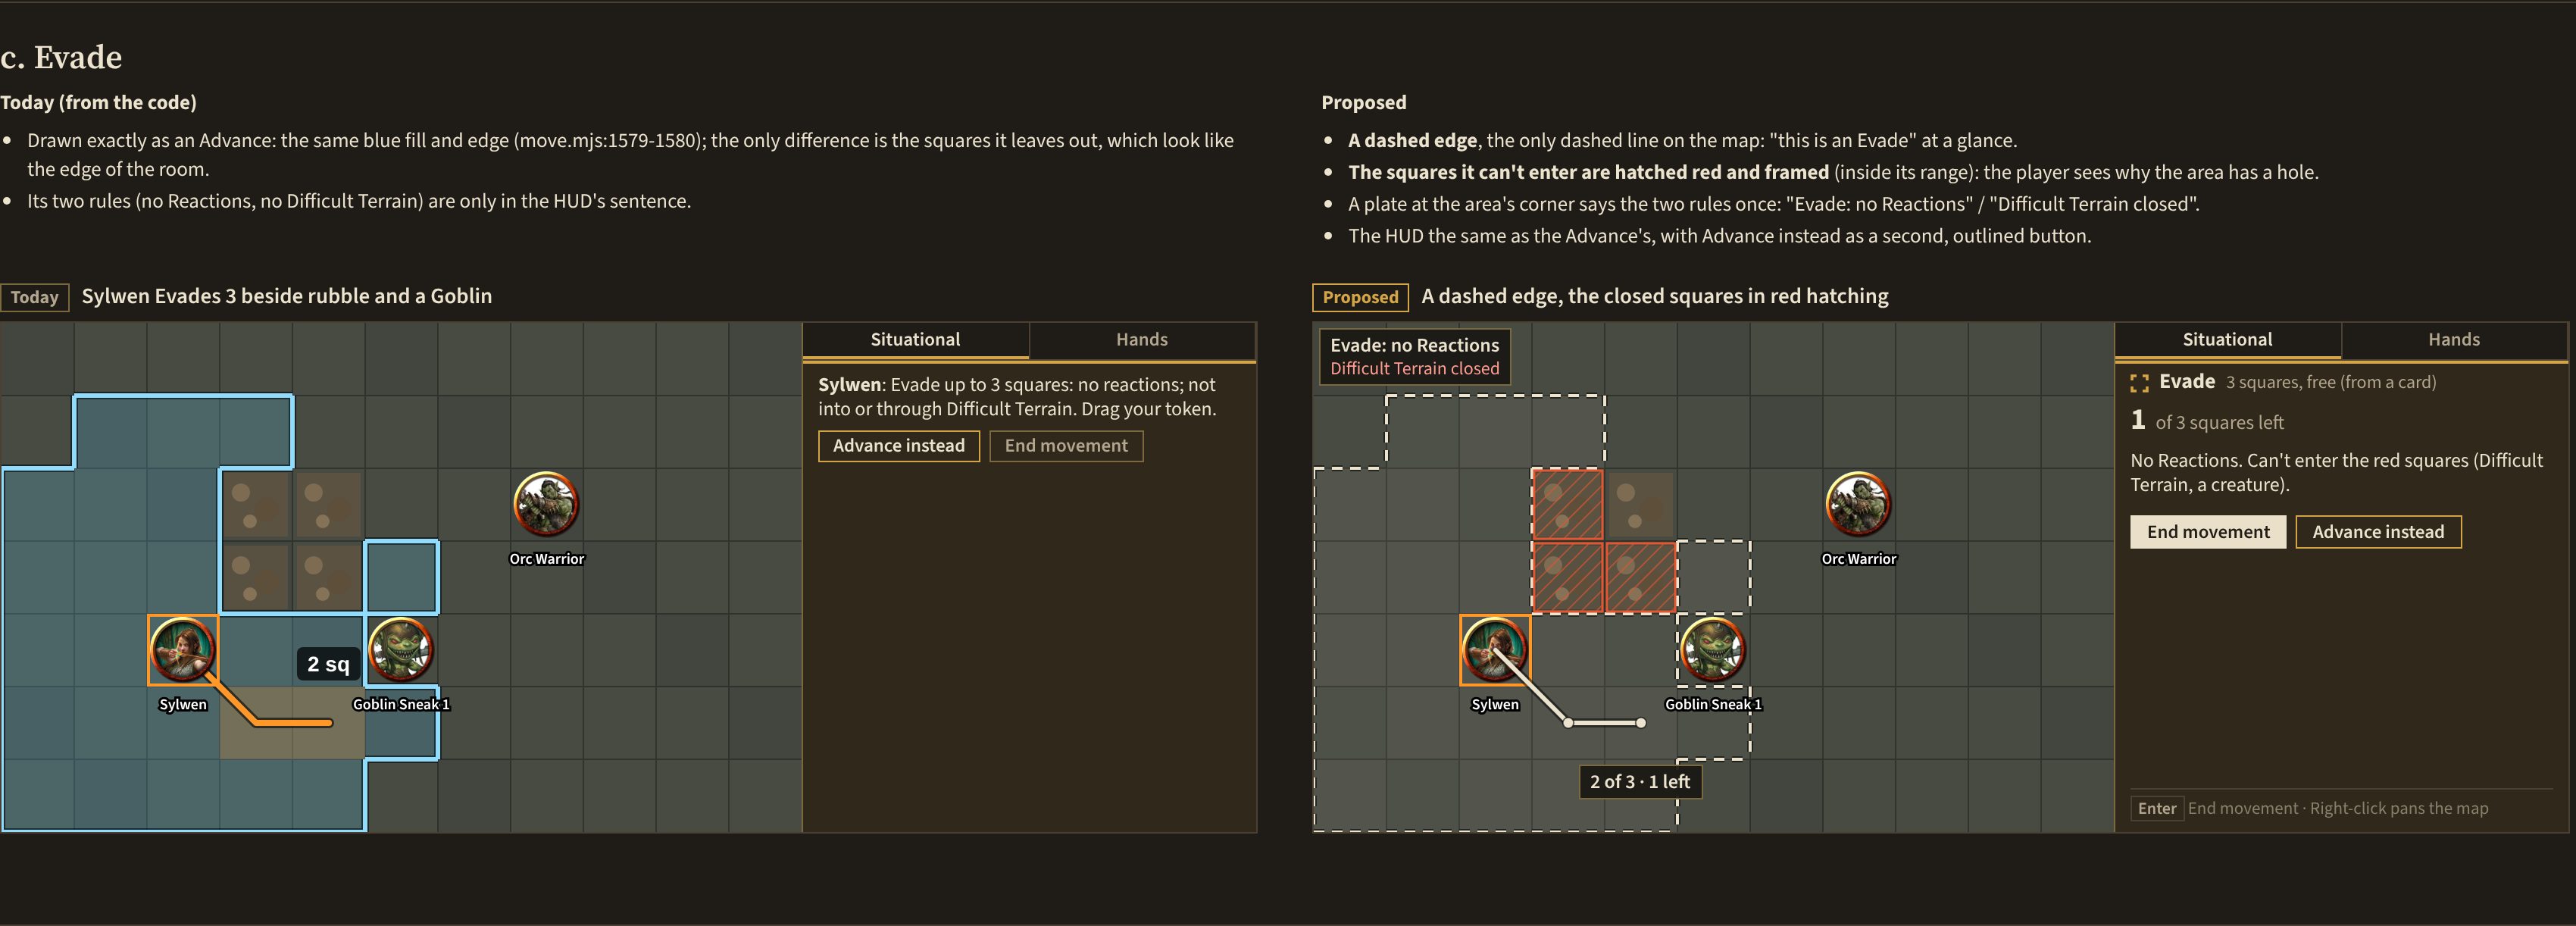 c. Evade
Today (from the code)
Drawn exactly as an Advance: the same blue fill and edge (move.mjs:1579-1580); the only difference is the squares it leaves out, which look like
the edge of the room.
Its two rules (no Reactions, no Difficult Terrain) are only in the HUD's sentence.
Today
Sylwen Evades 3 beside rubble and a Goblin
Situational
Hands
Sylwen: Evade up to 3 squares: no reactions; not
into or through Difficult Terrain. Drag your token.
Advance instead
End movement
Orc Warrior
2 sq
Sylwen
Goblin Sneak 1
Proposed
A dashed edge, the only dashed line on the map: "this is an Evade" at a glance.
The squares it can't enter are hatched red and framed (inside its range): the player sees why the area has a hole.
A plate at the area's corner says the two rules once: "Evade: no Reactions" / "Difficult Terrain closed".
The HUD the same as the Advance's, with Advance instead as a second, outlined button.
Proposed
A dashed edge, the closed squares in red hatching
Evade: no Reactions
Difficult Terrain closed
Orc Warrior
Sylwen
Goblin Sneak 1
2 of 3 · 1 left
Situational
Hands
Evade 3 squares, free (from a card)
1 of 3 squares left
No Reactions. Can't enter the red squares (Difficult
Terrain, a creature).
End movement
Advance instead
Enter End movement · Right-click pans the map